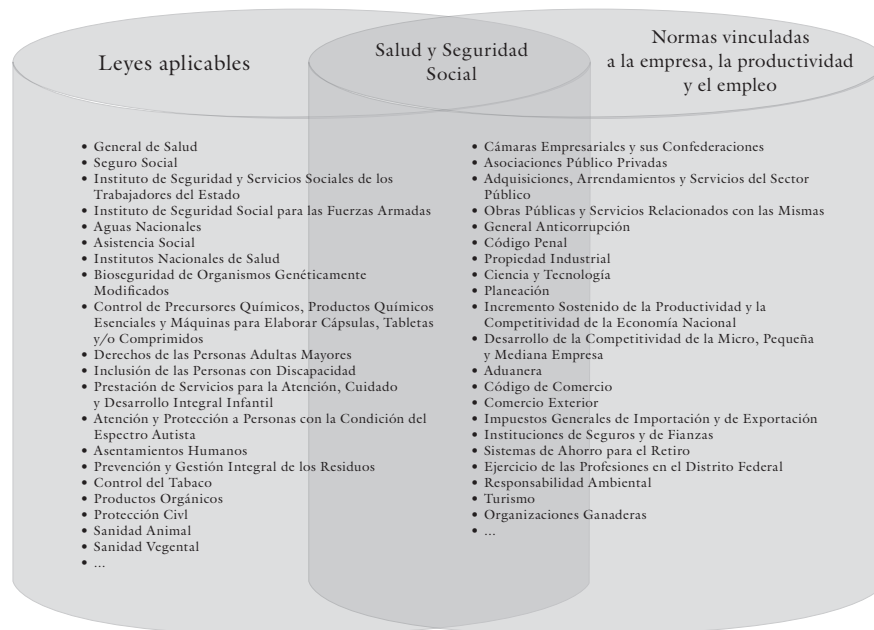 Leyes aplicables
Salud y Seguridad
Social
Normas vinculadas
a la empresa, la productividad
y el empleo
• General de Salud
• Seguro Social
• Instituto de Seguridad y Servicios Sociales de los
Trabajadores del Estado
• Instituto de Seguridad Social para las Fuerzas Armadas
• Aguas Nacionales
• Asistencia Social
• Institutos Nacionales de Salud
• Bioseguridad de Organismos Genéticamente
Modificados
• Control de Precursores Químicos, Productos Químicos
Esenciales y Máquinas para Elaborar Cápsulas, Tabletas
y/o Comprimidos
• Derechos de las Personas Adultas Mayores
• Inclusión de las Personas con Discapacidad
• Prestación de Servicios para la Atención, Cuidado
y Desarrollo Integral Infantil
• Atención y Protección a Personas con la Condición del
Espectro Autista
• Asentamientos Humanos
• Prevención y Gestión Integral de los Residuos
• Control del Tabaco
• Productos Orgánicos
• Protección Civl
• Sanidad Animal
• Sanidad Vegental
• ...
• Cámaras Empresariales y sus Confederaciones
• Asociaciones Público Privadas
• Adquisiciones, Arrendamientos y Servicios del Sector
Público
• Obras Públicas y Servicios Relacionados con las Mismas
• General Anticorrupción
• Código Penal
• Propiedad Industrial
• Ciencia y Tecnología
• Planeación
• Incremento Sostenido de la Productividad y la
Competitividad de la Economía Nacional
• Desarrollo de la Competitividad de la Micro, Pequeña
y Mediana Empresa
• Aduanera
• Código de Comercio
• Comercio Exterior
• Impuestos Generales de Importación y de Exportación
• Instituciones de Seguros y de Fianzas
• Sistemas de Ahorro para el Retiro
• Ejercicio de las Profesiones en el Distrito Federal
• Responsabilidad Ambiental
• Turismo
• Organizaciones Ganaderas
• ...